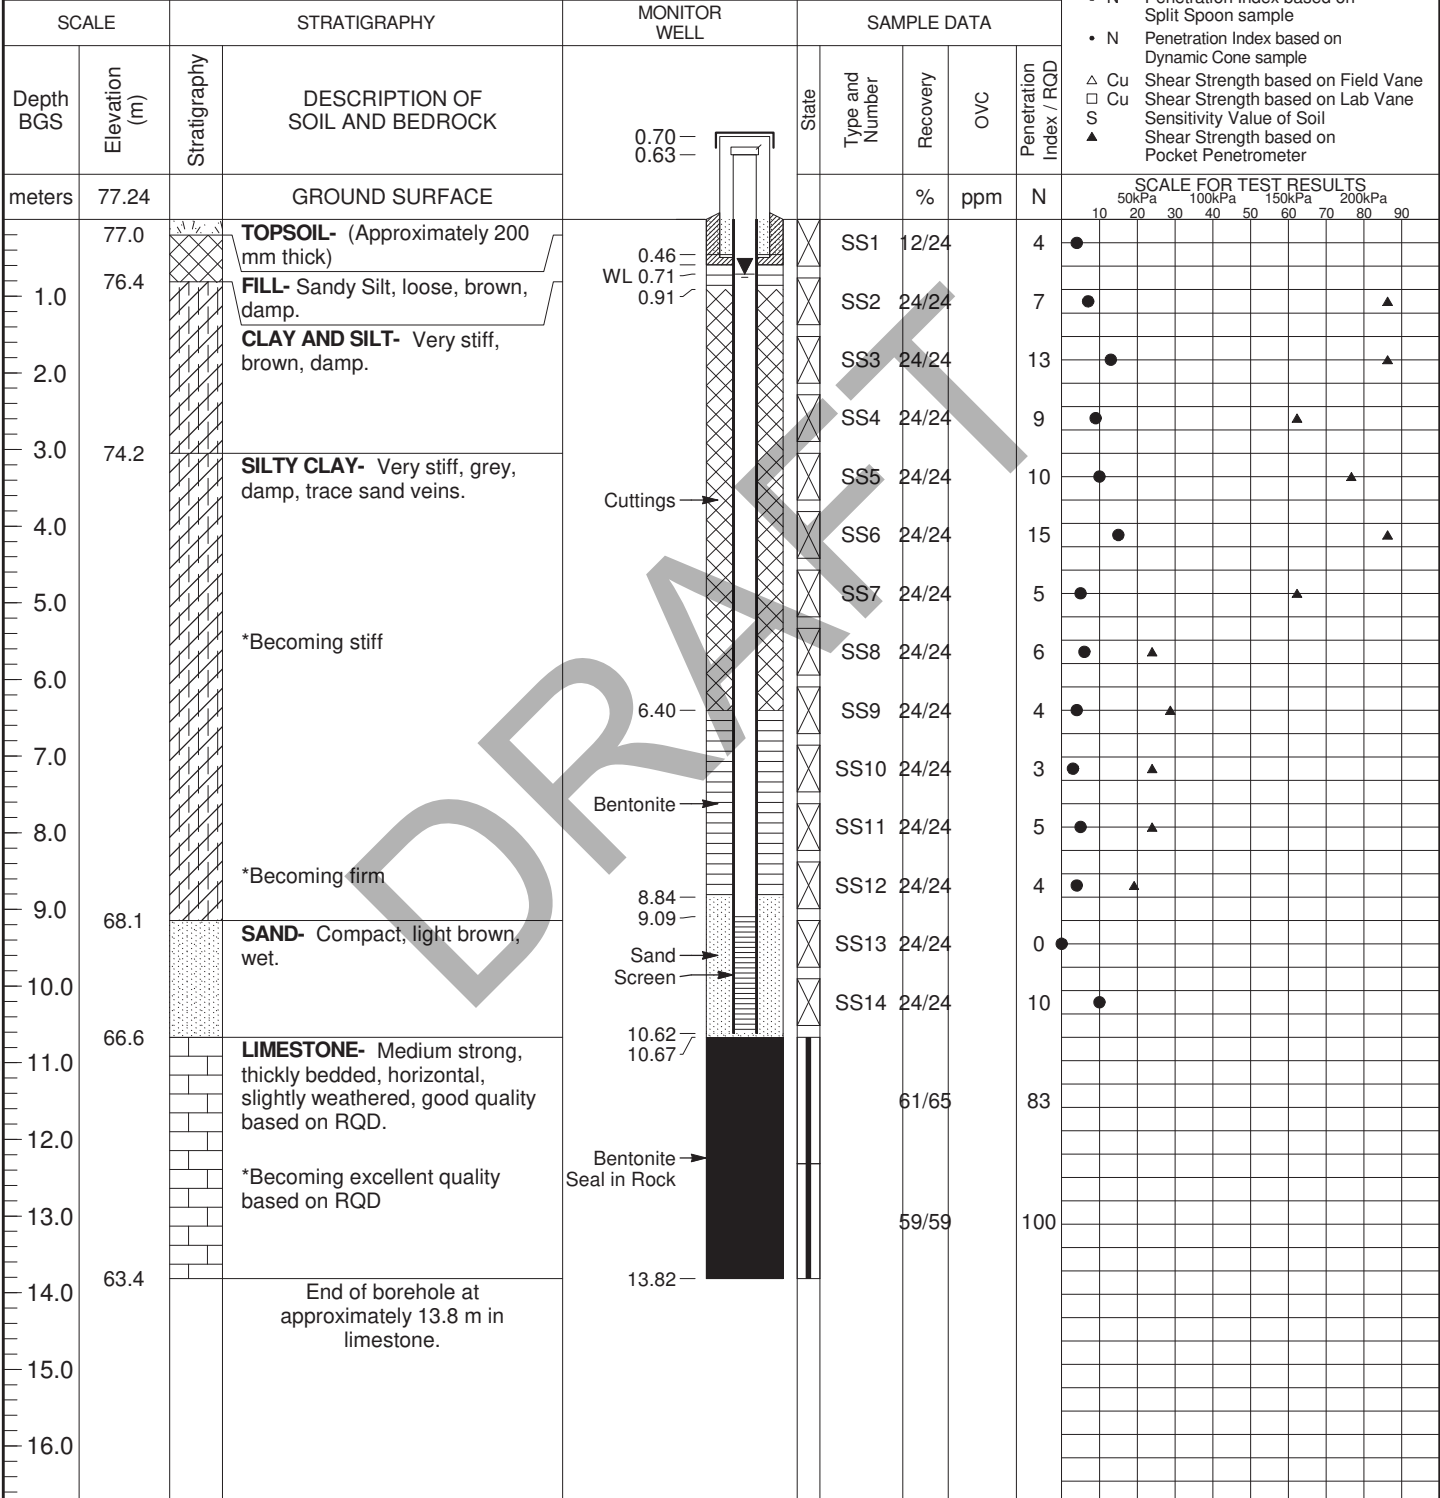 SCALE
STRATIGRAPHY
MONITOR
WELL
SAMPLE DATA
• N Penetration Index based on
Split Spoon sample
• N Penetration Index based on
Dynamic Cone sample
△ Cu Shear Strength based on Field Vane
□ Cu Shear Strength based on Lab Vane
S Sensitivity Value of Soil
▲ Shear Strength based on
Pocket Penetrometer
Depth
BGS
Elevation
(m)
Stratigraphy
DESCRIPTION OF
SOIL AND BEDROCK
State
Type and
Number
Recovery
OVC
Penetration
Index / RQD
0.70
0.63
meters 77.24 GROUND SURFACE % ppm N
SCALE FOR TEST RESULTS
50kPa 100kPa 150kPa 200kPa
10 20 30 40 50 60 70 80 90
77.0 TOPSOIL- (Approximately 200
mm thick)
SS1 12/24 4
0.46
WL 0.71
0.91
76.4 FILL- Sandy Silt, loose, brown,
damp.
1.0
SS2 24/24 7
CLAY AND SILT- Very stiff,
brown, damp.
2.0
SS3 24/24 13
SS4 24/24 9
3.0
74.2 SILTY CLAY- Very stiff, grey,
damp, trace sand veins.
SS5 24/24 10
Cuttings
4.0
SS6 24/24 15
5.0
SS7 24/24 5
*Becoming stiff
SS8 24/24 6
6.0
6.40
SS9 24/24 4
7.0
SS10 24/24 3
Bentonite
8.0
SS11 24/24 5
*Becoming firm
SS12 24/24 4
8.84
9.0
9.09
68.1 SAND- Compact, light brown,
wet.
SS13 24/24 0
Sand
Screen
10.0
SS14 24/24 10
10.62
10.67
66.6 LIMESTONE- Medium strong,
thickly bedded, horizontal,
slightly weathered, good quality
based on RQD.
11.0
61/65 83
12.0
Bentonite
Seal in Rock
*Becoming excellent quality
based on RQD
13.0
59/59 100
63.4
13.82
14.0
End of borehole at
approximately 13.8 m in
limestone.
15.0
16.0
DRAFT